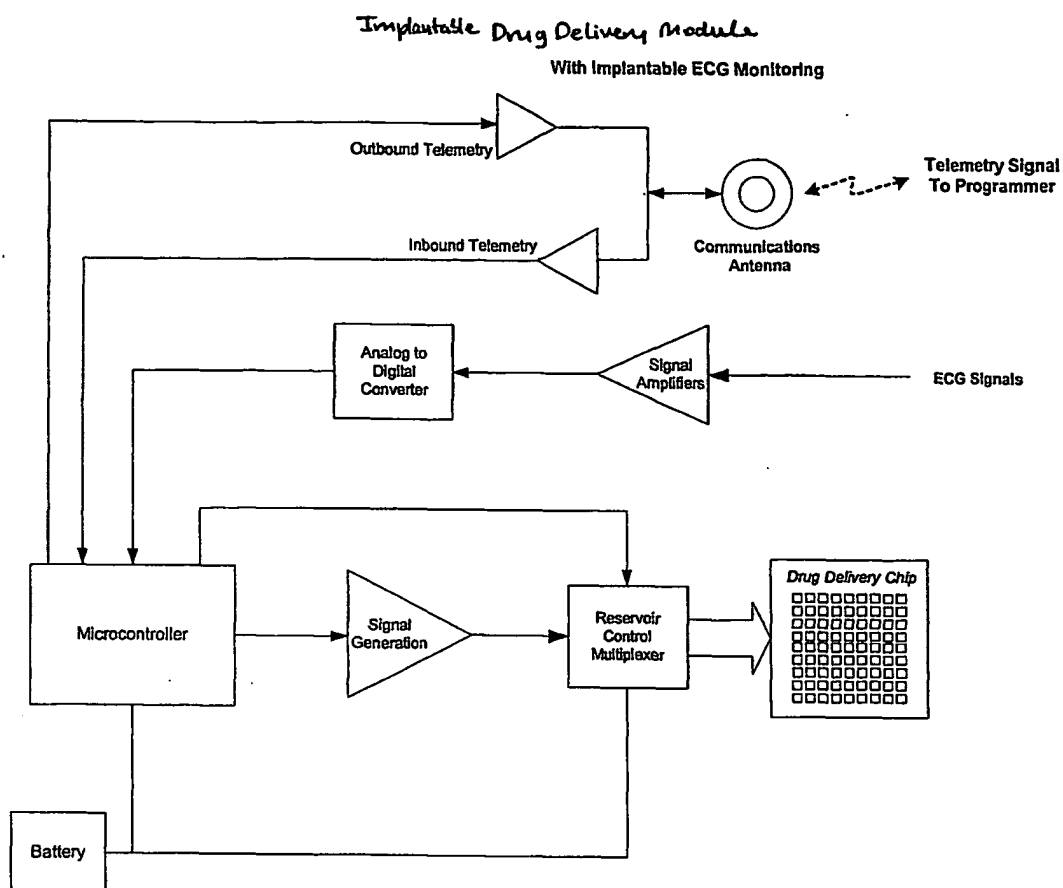 Implantable Drug Delivery Module
With Implantable ECG Monitoring
Outbound Telemetry
Telemetry Signal
To Programmer
Inbound Telemetry
Communications
Antenna
Analog to
Digital
Converter
Signal
Amplifiers
ECG Signals
Microcontroller
Signal
Generation
Reservoir
Control
Multiplexer
Drug Delivery Chip
Battery